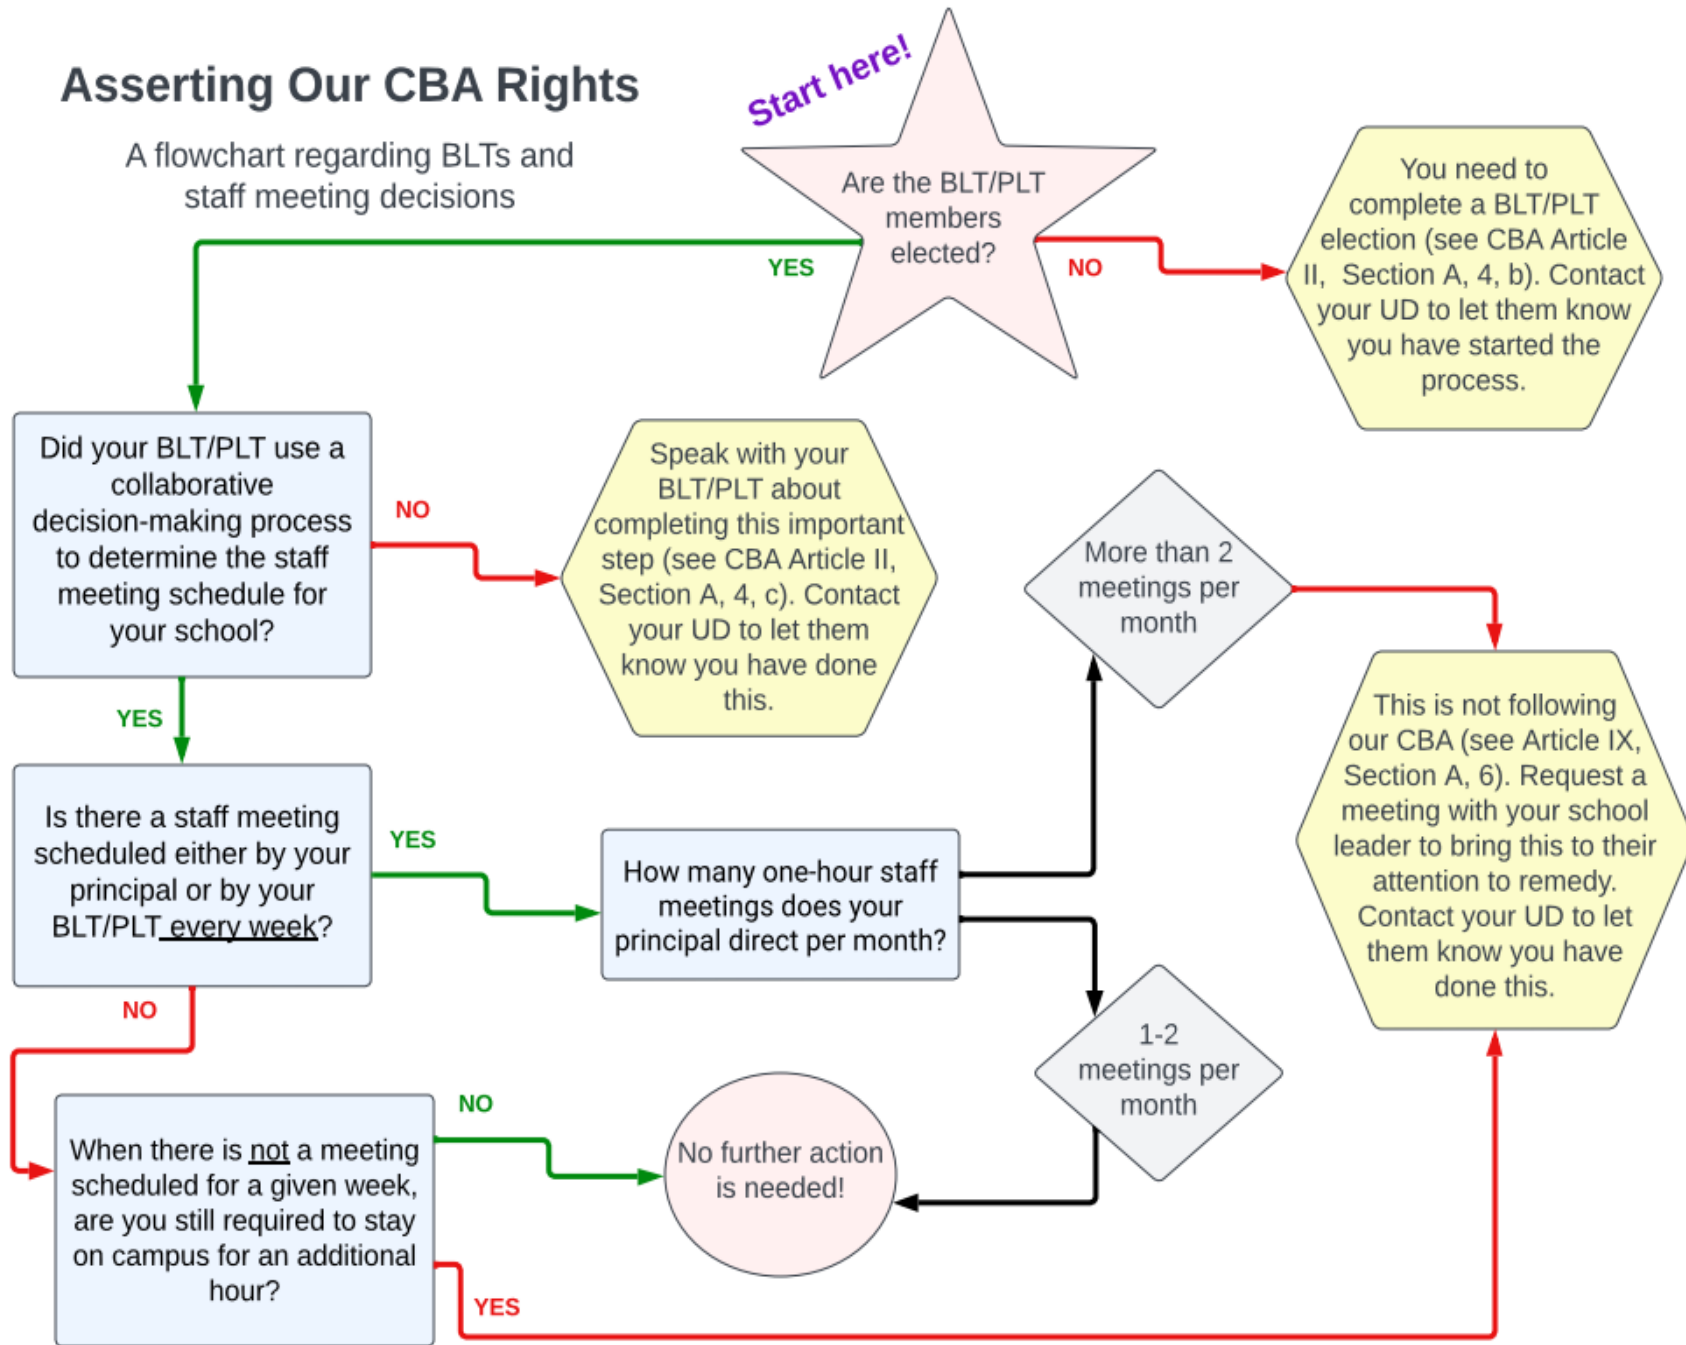 Asserting Our CBA Rights
A flowchart regarding BLTs and
staff meeting decisions
Start here!
Are the BLT/PLT
members
elected?
YES
NO
You need to
complete a BLT/PLT
election (see CBA Article
II, Section A, 4, b). Contact
your UD to let them know
you have started the
process.
Did your BLT/PLT use a
collaborative
decision-making process
to determine the staff
meeting schedule for
your school?
NO
Speak with your
BLT/PLT about
completing this important
step (see CBA Article II,
Section A, 4, c). Contact
your UD to let them
know you have done
this.
YES
Is there a staff meeting
scheduled either by your
principal or by your
BLT/PLT every week?
YES
How many one-hour staff
meetings does your
principal direct per month?
More than 2
meetings per
month
This is not following
our CBA (see Article IX,
Section A, 6). Request a
meeting with your school
leader to bring this to their
attention to remedy.
Contact your UD to let
them know you have
done this.
1-2
meetings per
month
NO
When there is not a meeting
scheduled for a given week,
are you still required to stay
on campus for an additional
hour?
NO
No further action
is needed!
YES